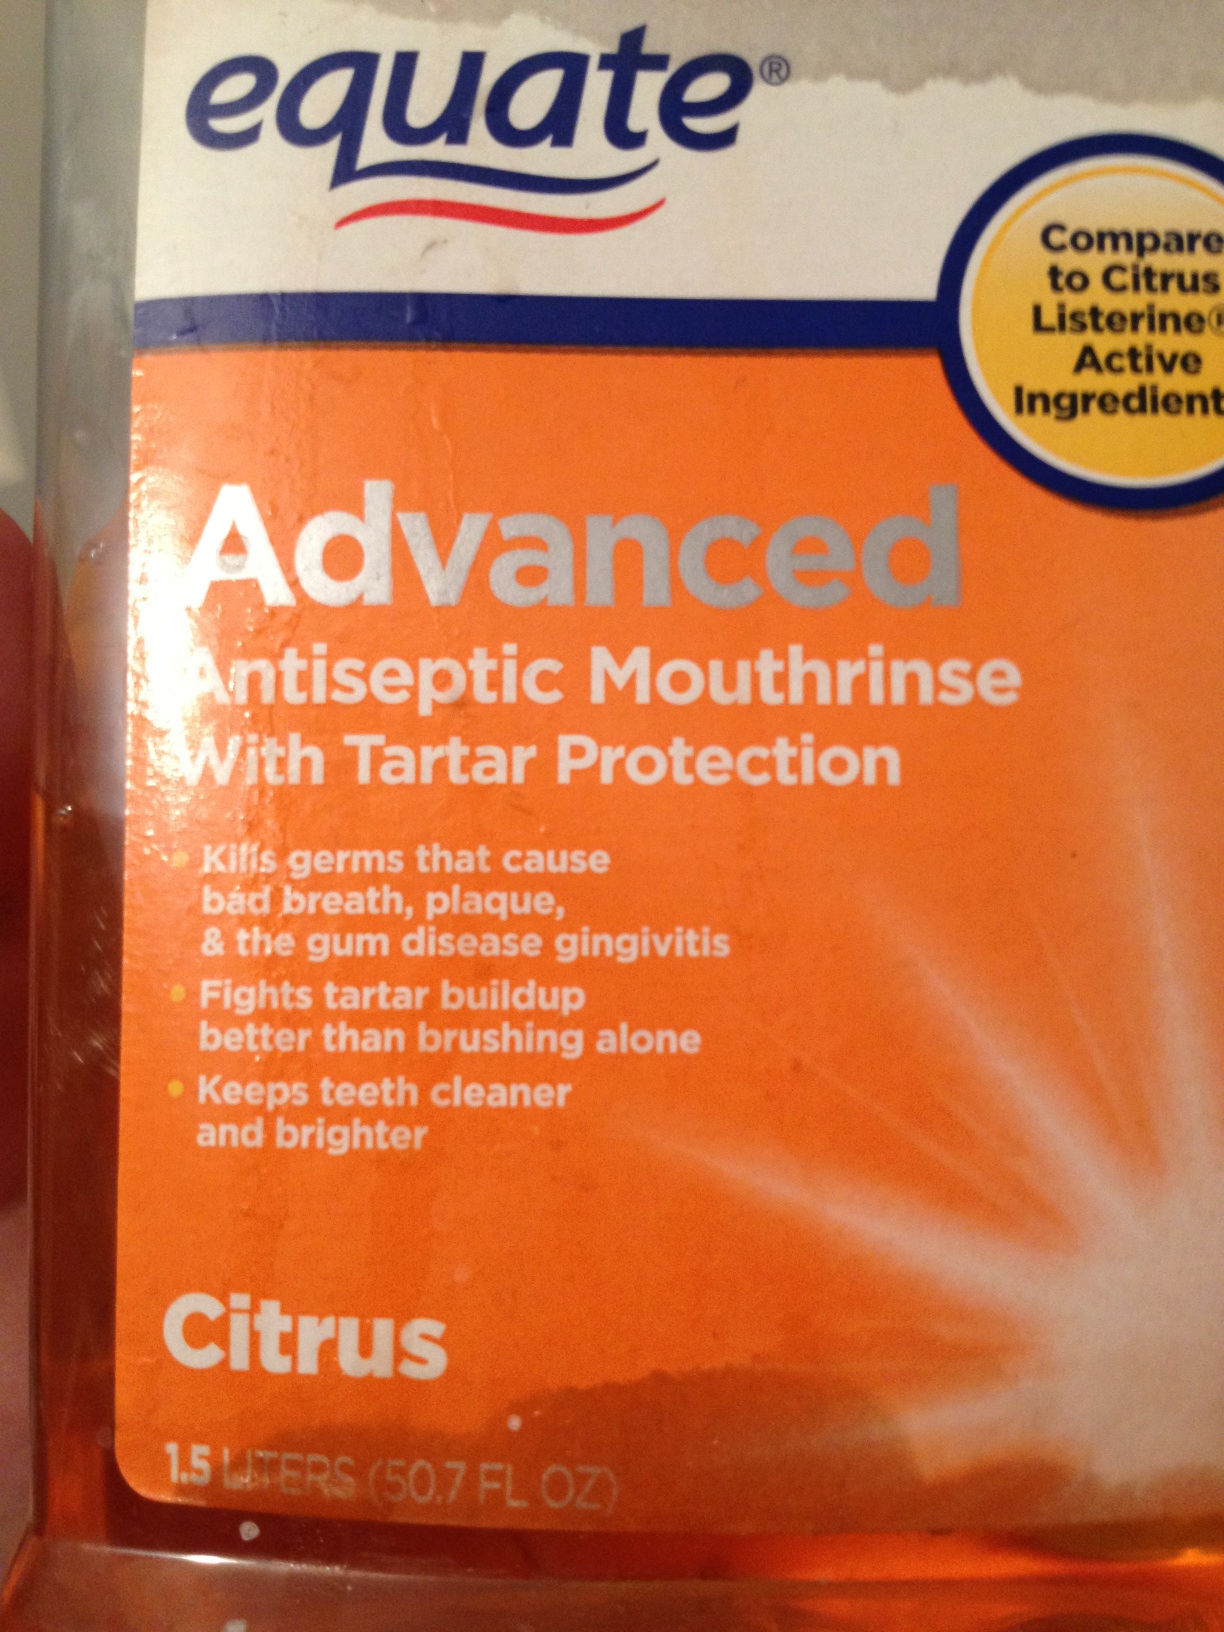 equate®
Compare
to Citrus
Listerine®
Active
Ingredient
Advanced
Antiseptic Mouthrinse
With Tartar Protection
• Kills germs that cause
bad breath, plaque,
& the gum disease gingivitis
• Fights tartar buildup
better than brushing alone
• Keeps teeth cleaner
and brighter
Citrus
1.5 LITERS (50.7 FL OZ)